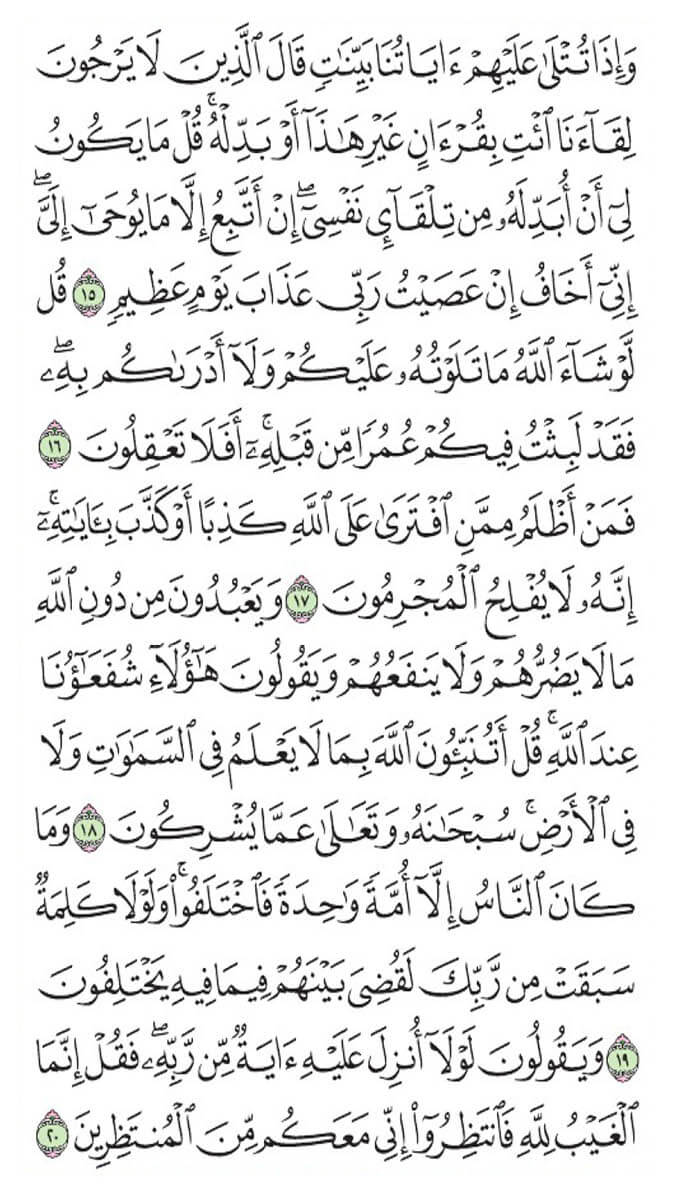 وَإِذَا تُتْلَىٰ عَلَيْهِمْ ءَايَاتُنَا بَيِّنَٰتٍ قَالَ ٱلَّذِينَ لَا يَرْجُونَ
لِقَآءَنَا ٱئْتِ بِقُرْءَانٍ غَيْرِ هَٰذَآ أَوْ بَدِّلْهُ ۚ قُلْ مَا يَكُونُ
لِىٓ أَنْ أُبَدِّلَهُۥ مِن تِلْقَآئِ نَفْسِىٓ ۖ إِنْ أَتَّبِعُ إِلَّا مَا يُوحَىٰٓ إِلَىَّ ۖ
إِنِّىٓ أَخَافُ إِنْ عَصَيْتُ رَبِّى عَذَابَ يَوْمٍ عَظِيمٍ ١٥ قُل
لَّوْ شَآءَ ٱللَّهُ مَا تَلَوْتُهُۥ عَلَيْكُمْ وَلَآ أَدْرَىٰكُم بِهِۦ ۖ
فَقَدْ لَبِثْتُ فِيكُمْ عُمُرًا مِّن قَبْلِهِۦٓ ۚ أَفَلَا تَعْقِلُونَ ١٦
فَمَنْ أَظْلَمُ مِمَّنِ ٱفْتَرَىٰ عَلَى ٱللَّهِ كَذِبًا أَوْ كَذَّبَ بِـَٔايَٰتِهِۦٓ ۚ
إِنَّهُۥ لَا يُفْلِحُ ٱلْمُجْرِمُونَ ١٧ وَيَعْبُدُونَ مِن دُونِ ٱللَّهِ
مَا لَا يَضُرُّهُمْ وَلَا يَنفَعُهُمْ وَيَقُولُونَ هَٰٓؤُلَآءِ شُفَعَٰٓؤُنَا
عِندَ ٱللَّهِ ۚ قُلْ أَتُنَبِّـُٔونَ ٱللَّهَ بِمَا لَا يَعْلَمُ فِى ٱلسَّمَٰوَٰتِ وَلَا
فِى ٱلْأَرْضِ ۚ سُبْحَٰنَهُۥ وَتَعَٰلَىٰ عَمَّا يُشْرِكُونَ ١٨ وَمَا
كَانَ ٱلنَّاسُ إِلَّآ أُمَّةً وَٰحِدَةً فَٱخْتَلَفُوا۟ ۚ وَلَوْلَا كَلِمَةٌ
سَبَقَتْ مِن رَّبِّكَ لَقُضِىَ بَيْنَهُمْ فِيمَا فِيهِ يَخْتَلِفُونَ
١٩ وَيَقُولُونَ لَوْلَآ أُنزِلَ عَلَيْهِ ءَايَةٌ مِّن رَّبِّهِۦ ۖ فَقُلْ إِنَّمَا
ٱلْغَيْبُ لِلَّهِ فَٱنتَظِرُوٓا۟ إِنِّى مَعَكُم مِّنَ ٱلْمُنتَظِرِينَ ٢٠